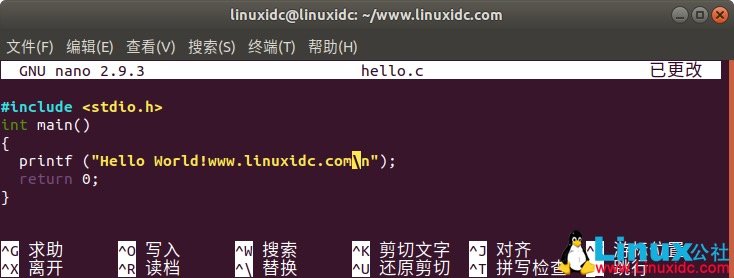 linuxidc@linuxidc: ~/www.linuxidc.com
文件(F) 编辑(E) 查看(V) 搜索(S) 终端(T) 帮助(H)
GNU nano 2.9.3 hello.c 已更改
#include <stdio.h>
int main()
{
printf ("Hello World!www.linuxidc.com\n");
return 0;
}
^G 求助 ^O 写入 ^W 搜索 ^K 剪切文字 ^J 对齐
^X 离开 ^R 读档 ^\ 替换 ^U 还原剪切 ^T 拼写检查 跳行
Linux公社
www.linuxidc.com